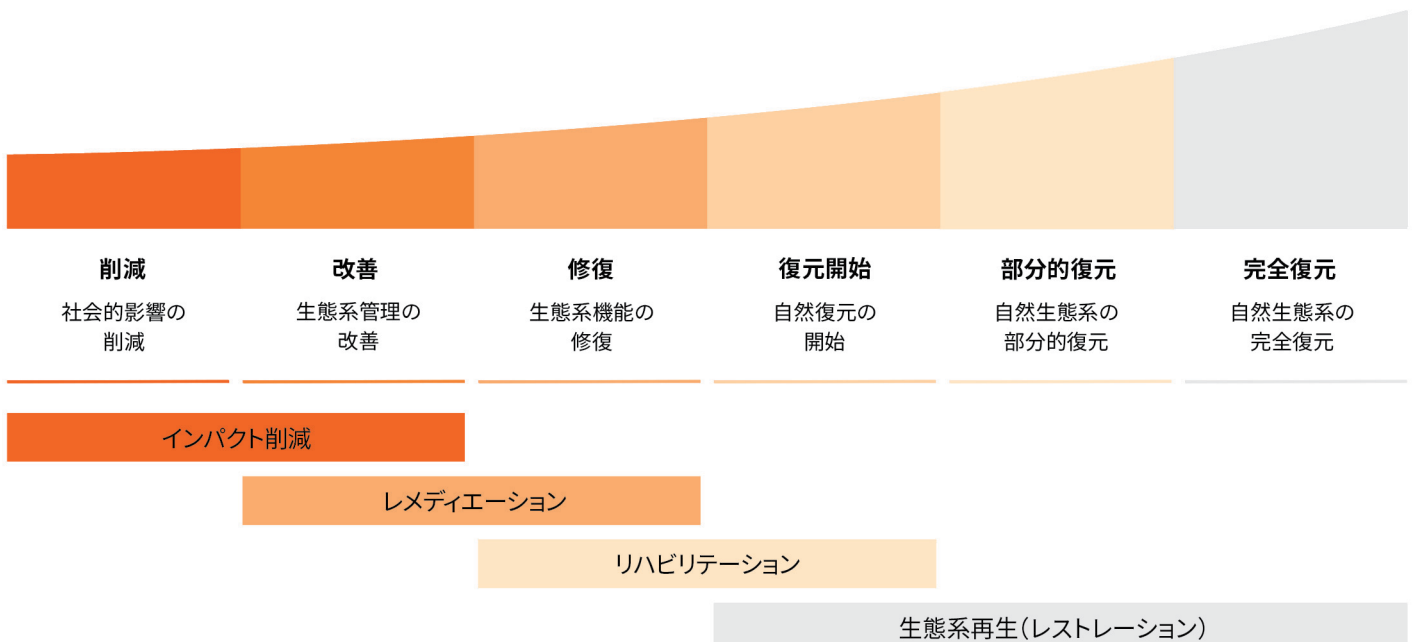 削減
社会的影響の
削減
改善
生態系管理の
改善
修復
生態系機能の
修復
復元開始
自然復元の
開始
部分的復元
自然生態系の
部分的復元
完全復元
自然生態系の
完全復元
インパクト削減
レメディエーション
リハビリテーション
生態系再生（レストレーション）